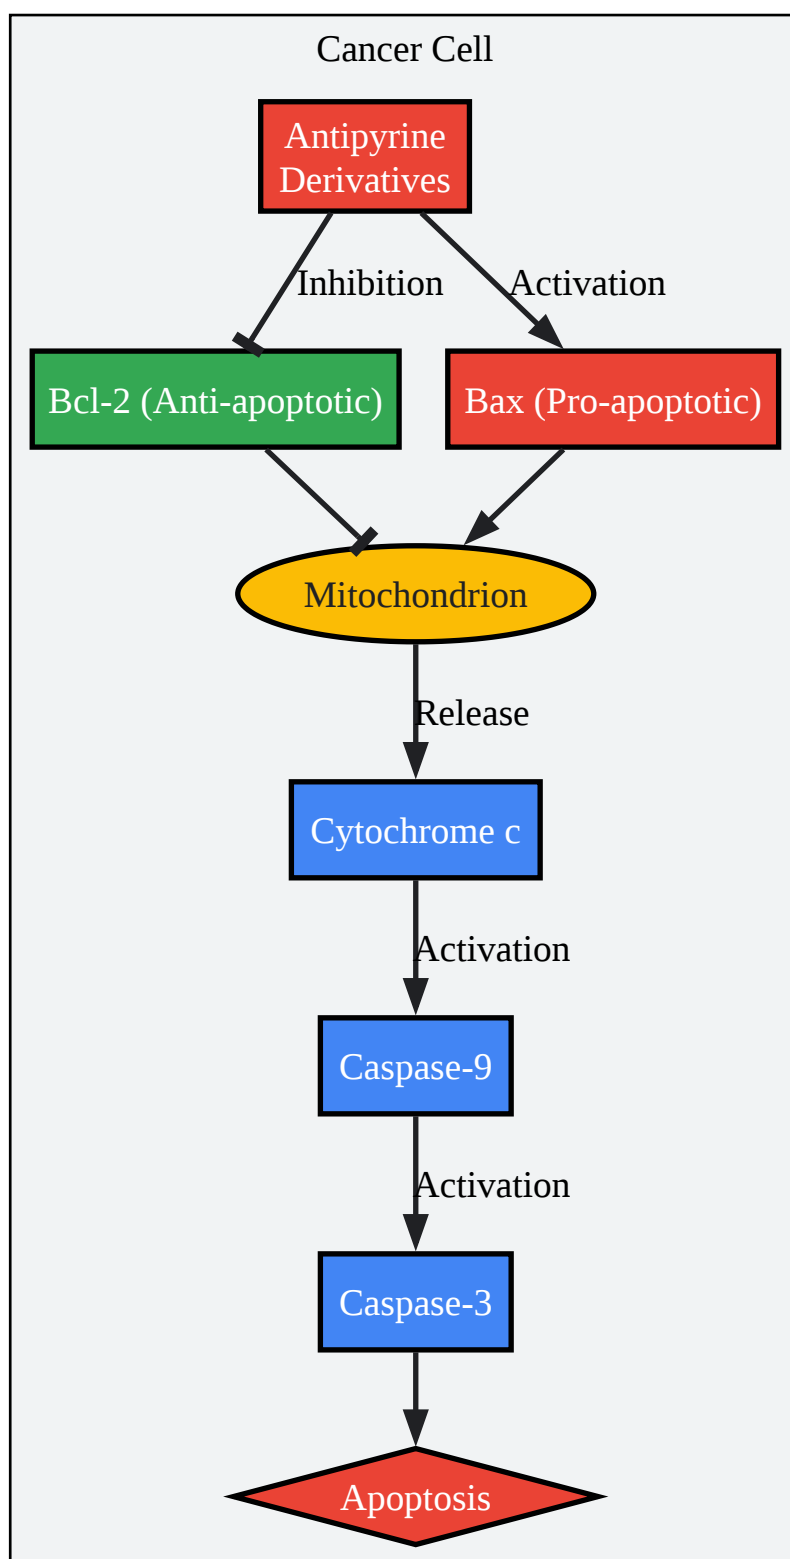 Cancer Cell
Antipyrine
Derivatives
Inhibition
Activation
Bcl-2 (Anti-apoptotic)
Bax (Pro-apoptotic)
Mitochondrion
Release
Cytochrome c
Activation
Caspase-9
Activation
Caspase-3
Apoptosis